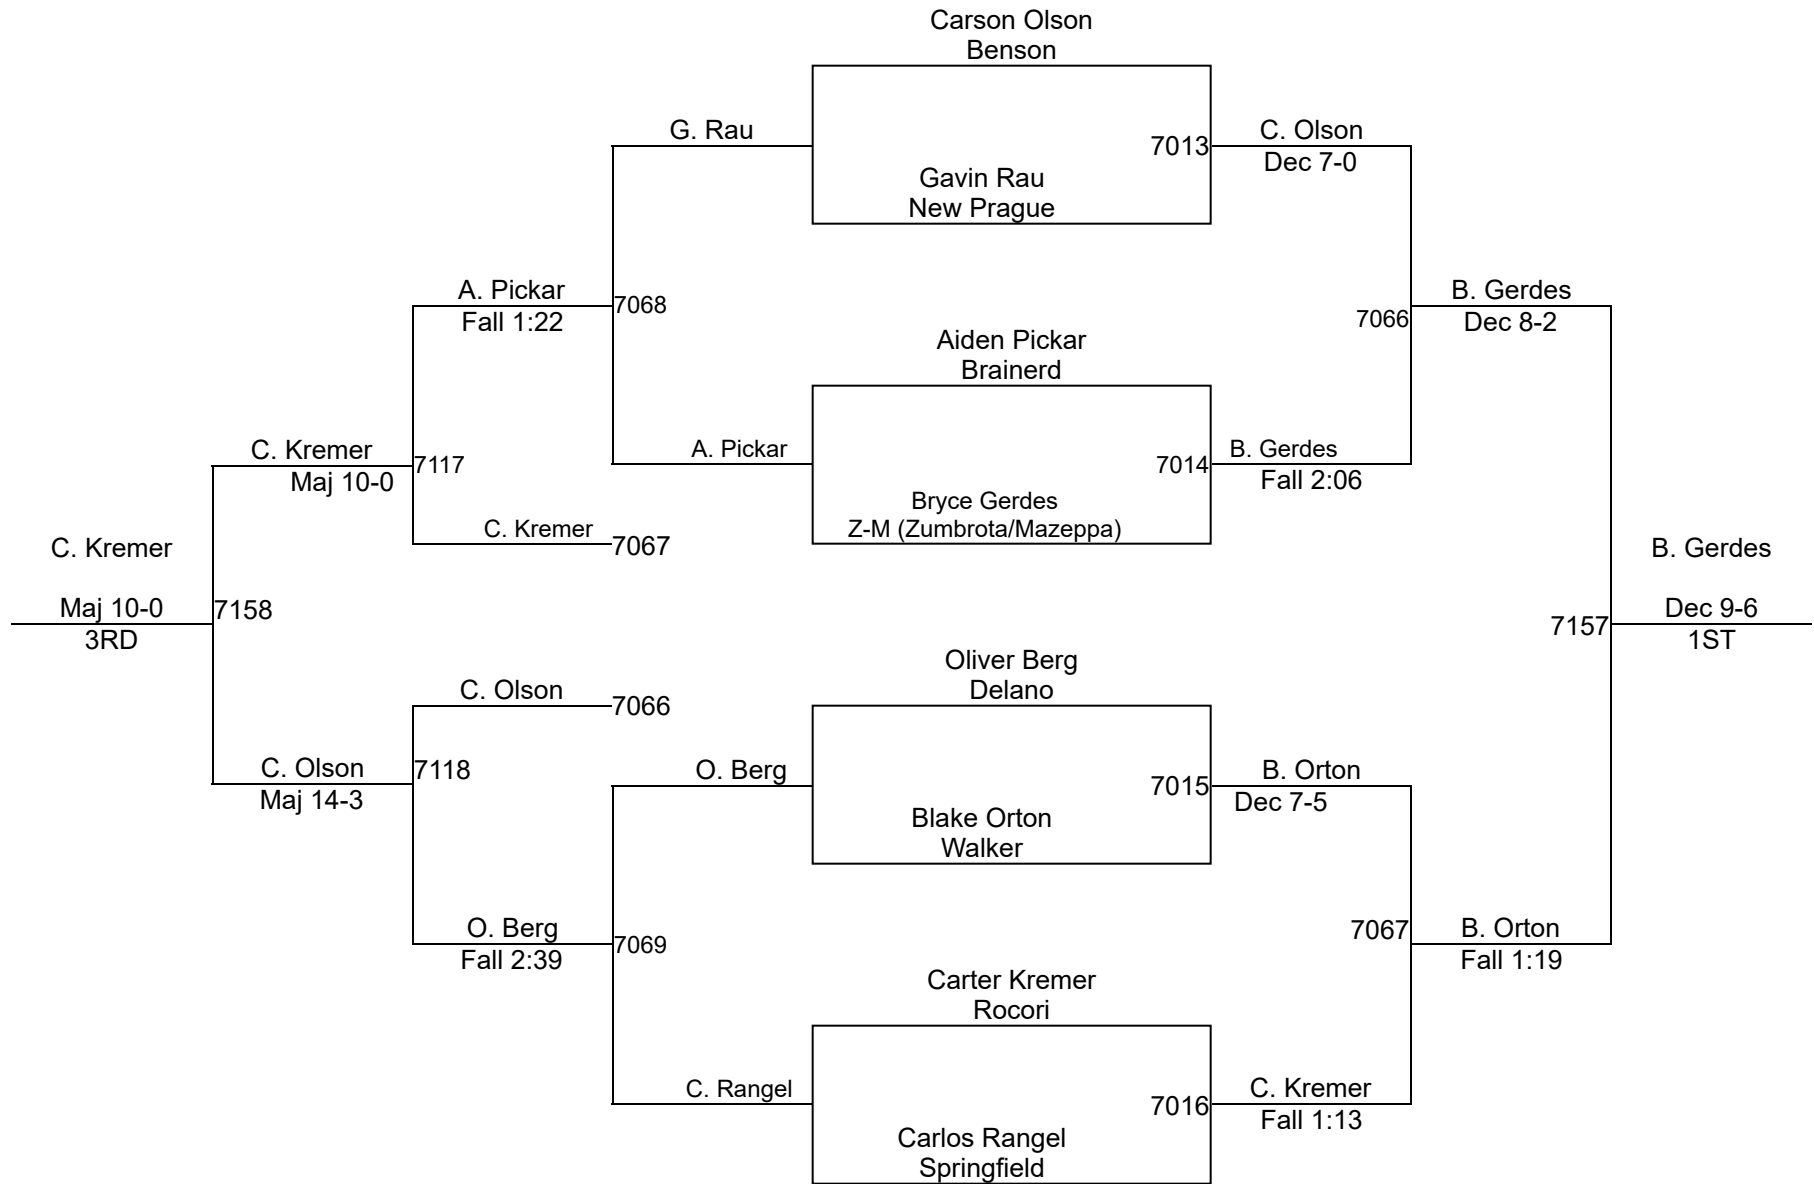 Carson Olson
Benson
G. Rau
7013
C. Olson
Dec 7-0
Gavin Rau
New Prague
A. Pickar
Fall 1:22
7068
7066
B. Gerdes
Dec 8-2
Aiden Pickar
Brainerd
C. Kremer
Maj 10-0
7117
A. Pickar
7014
B. Gerdes
Fall 2:06
Bryce Gerdes
Z-M (Zumbrota/Mazeppa)
C. Kremer
7067
C. Kremer
Maj 10-0
3RD
7158
B. Gerdes
7157
Dec 9-6
1ST
Oliver Berg
Delano
C. Olson
7066
C. Olson
Maj 14-3
7118
O. Berg
7015
B. Orton
Dec 7-5
Blake Orton
Walker
O. Berg
Fall 2:39
7069
7067
B. Orton
Fall 1:19
Carter Kremer
Rocori
C. Rangel
7016
C. Kremer
Fall 1:13
Carlos Rangel
Springfield